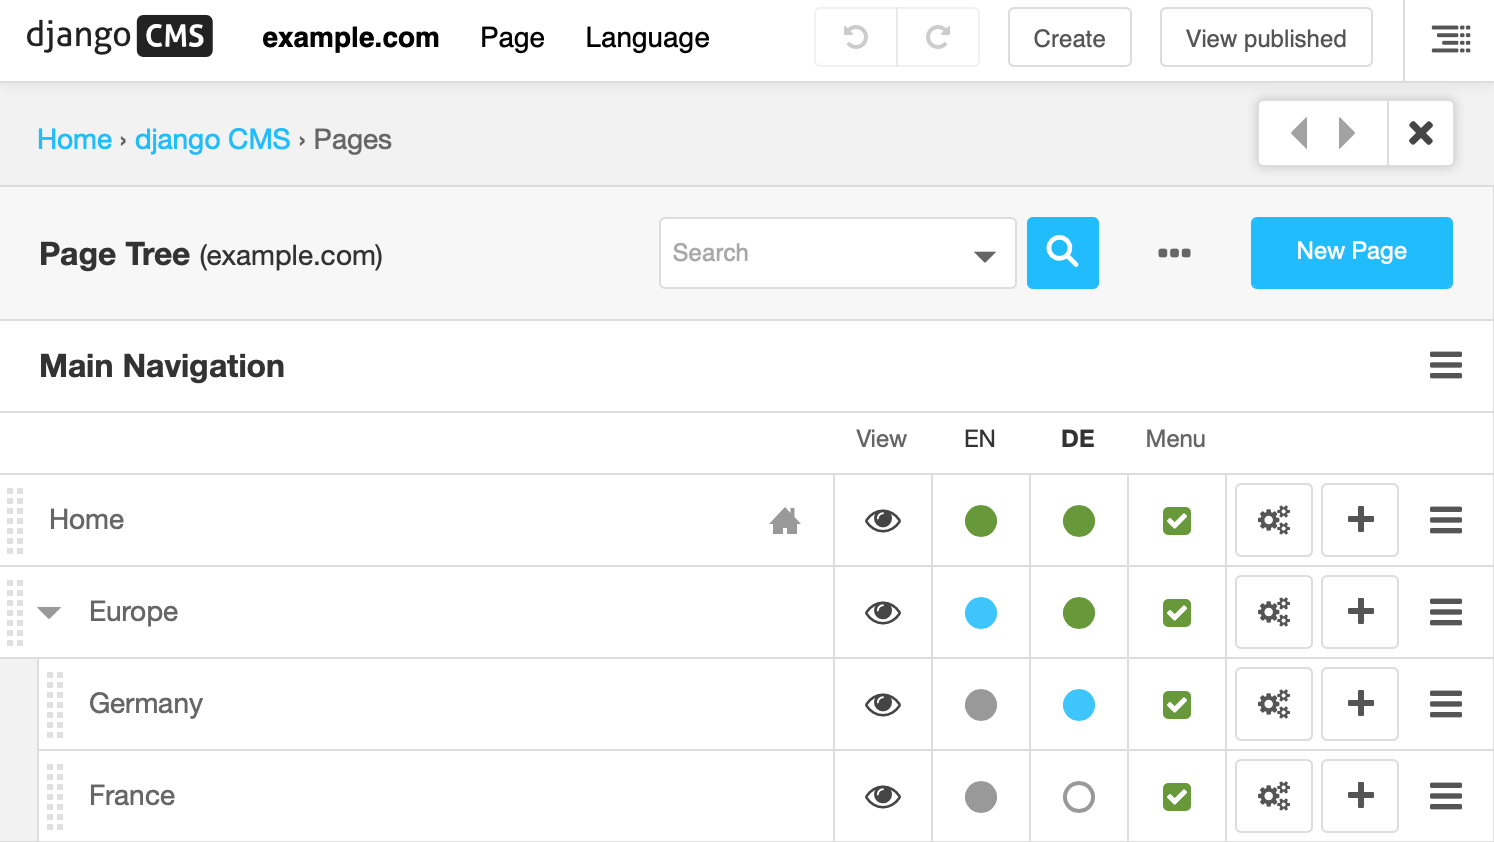 django CMS example.com Page Language Create View published
Home › django CMS › Pages
Page Tree (example.com) Search New Page
Main Navigation
View EN DE Menu
Home
Europe
Germany
France